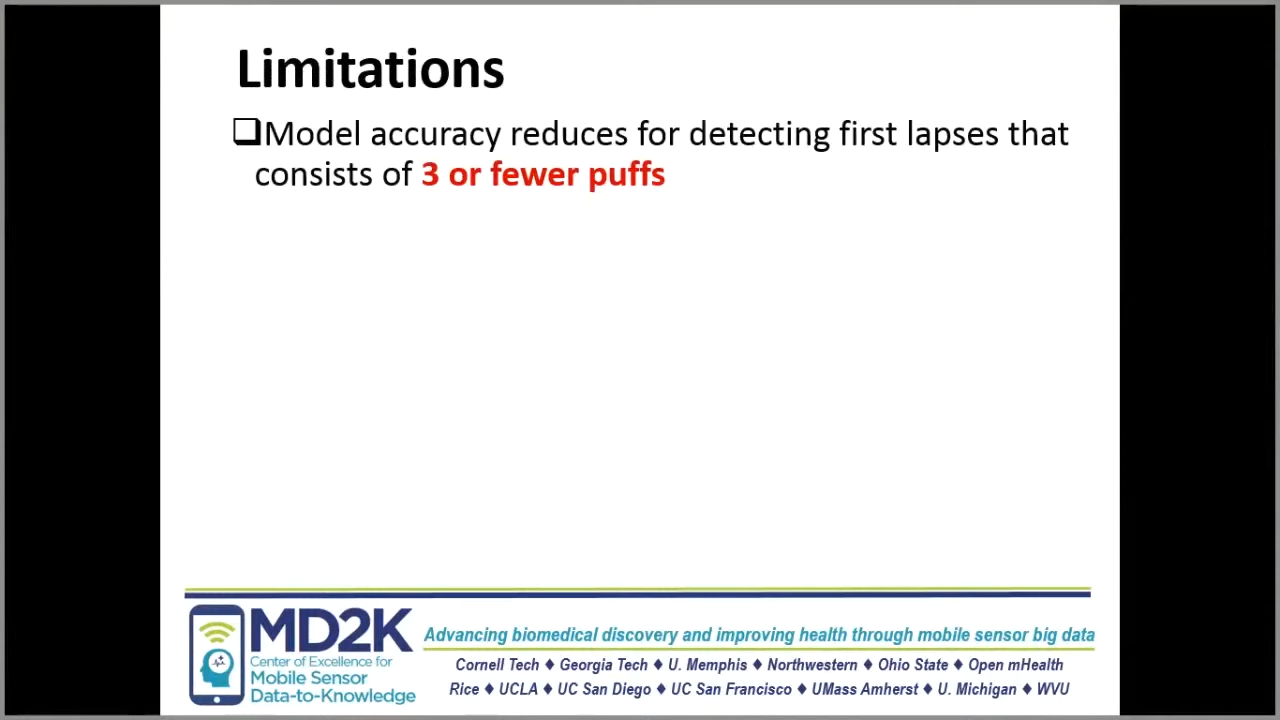 Limitations
❑Model accuracy reduces for detecting first lapses that
consists of 3 or fewer puffs
MD2K
Center of Excellence for
Mobile Sensor
Data-to-Knowledge
Advancing biomedical discovery and improving health through mobile sensor big data
Cornell Tech ♦ Georgia Tech ♦ U. Memphis ♦ Northwestern ♦ Ohio State ♦ Open mHealth
Rice ♦ UCLA ♦ UC San Diego ♦ UC San Francisco ♦ UMass Amherst ♦ U. Michigan ♦ WVU